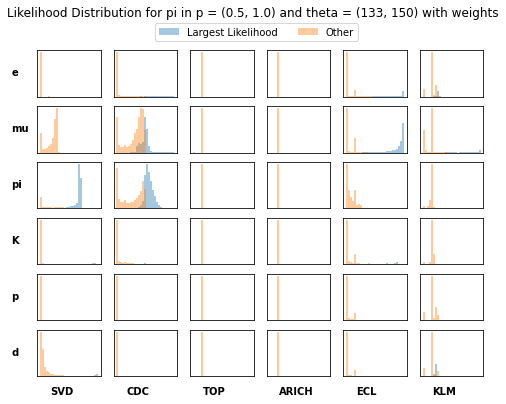 Likelihood Distribution for pi in p = (0.5, 1.0) and theta = (133, 150) with weights
Largest Likelihood Other
e
mu
pi
K
p
d
SVD CDC TOP ARICH ECL KLM